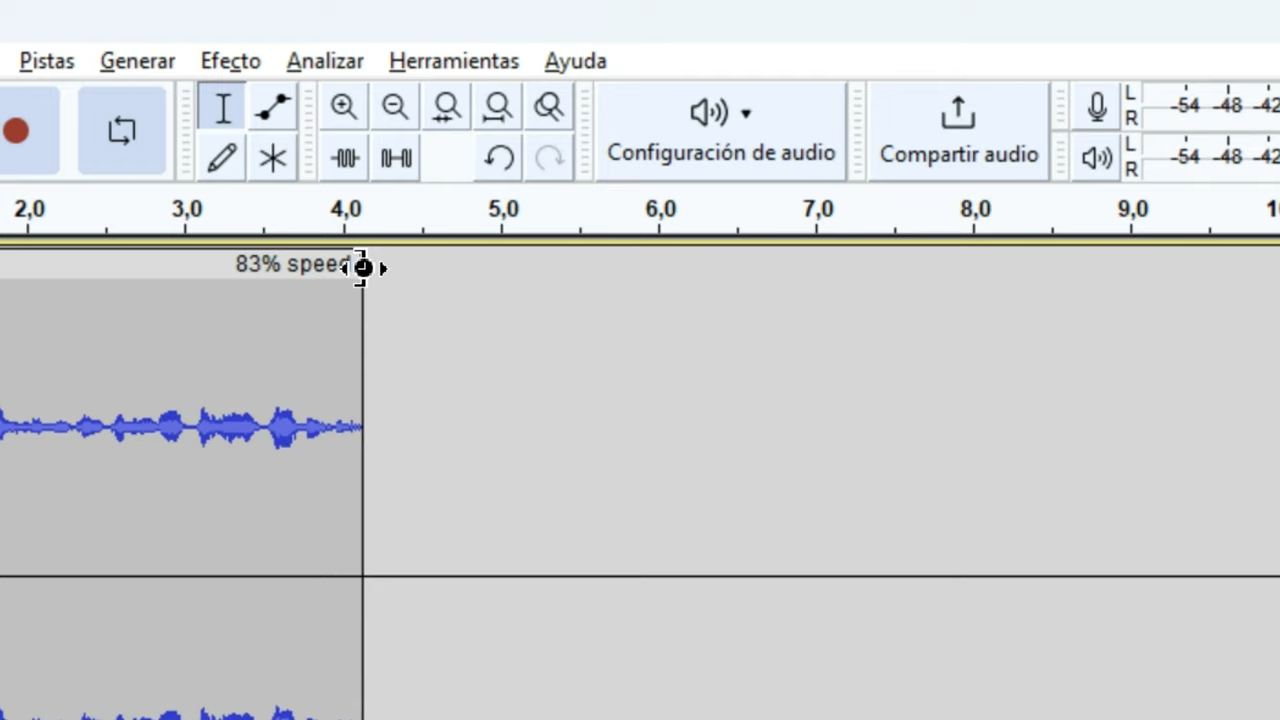 Pistas Generar Efecto Analizar Herramientas Ayuda
L
R
-54 -48 -42
Configuración de audio
Compartir audio
L
R
-54 -48 -42
2,0 3,0 4,0 5,0 6,0 7,0 8,0 9,0
83% speed